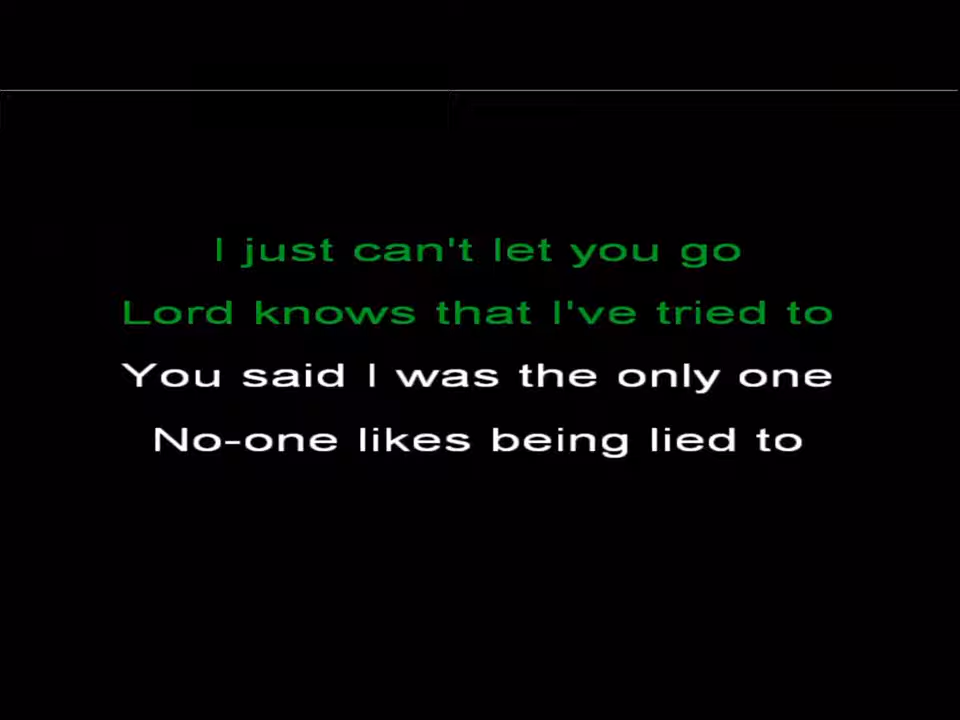 I just can't let you go
Lord knows that I've tried to
You said I was the only one
No-one likes being lied to